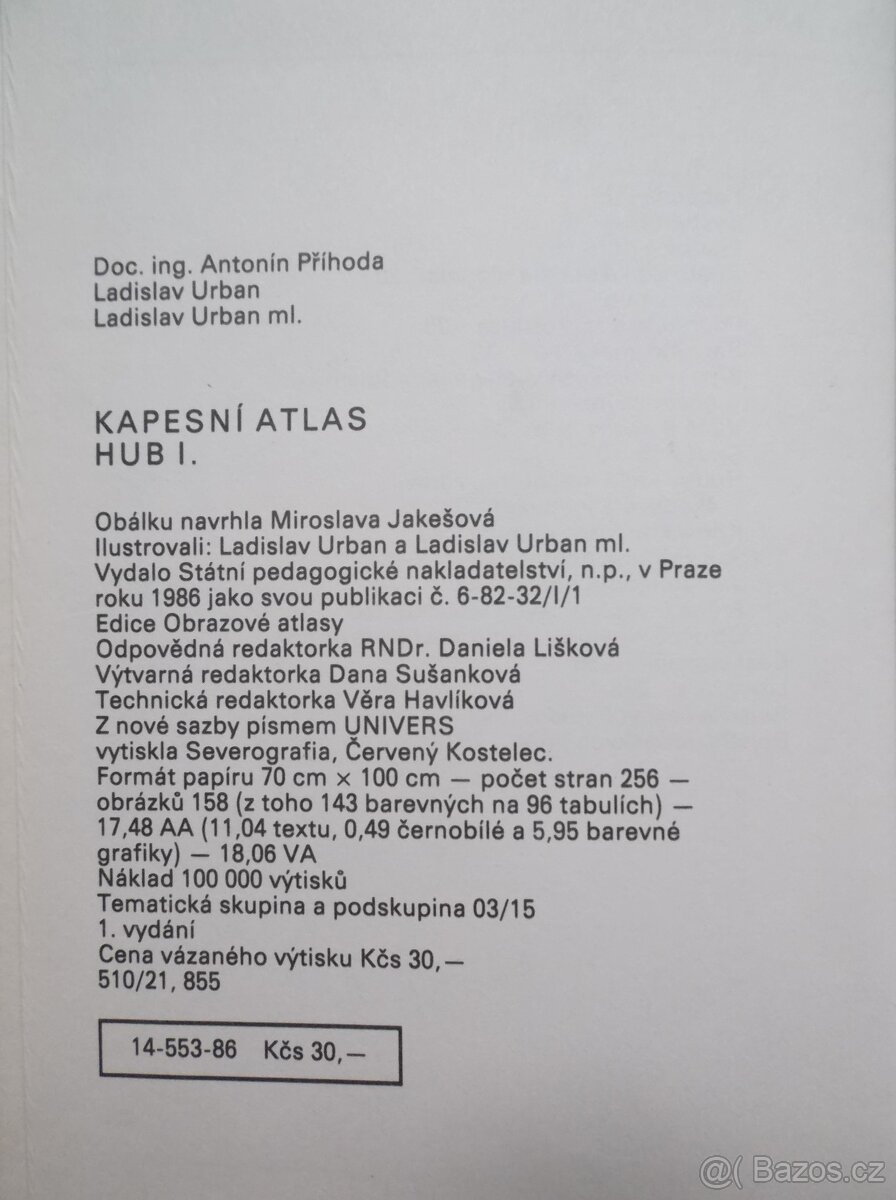 Doc. ing. Antonín Příhoda
Ladislav Urban
Ladislav Urban ml.
KAPESNÍ ATLAS
HUB I.
Obálku navrhla Miroslava Jakešová
Ilustrovali: Ladislav Urban a Ladislav Urban ml.
Vydalo Státní pedagogické nakladatelství, n.p., v Praze
roku 1986 jako svou publikaci č. 6-82-32/I/1
Edice Obrazové atlasy
Odpovědná redaktorka RNDr. Daniela Lišková
Výtvarná redaktorka Dana Sušanková
Technická redaktorka Věra Havlíková
Z nové sazby písmem UNIVERS
vytiskla Severografia, Červený Kostelec.
Formát papíru 70 cm × 100 cm — počet stran 256 —
obrázků 158 (z toho 143 barevných na 96 tabulích) —
17,48 AA (11,04 textu, 0,49 černobílé a 5,95 barevné
grafiky) — 18,06 VA
Náklad 100 000 výtisků
Tematická skupina a podskupina 03/15
1. vydání
Cena vázaného výtisku Kčs 30,—
510/21, 855
14-553-86 Kčs 30,—
@( Bazos.cz